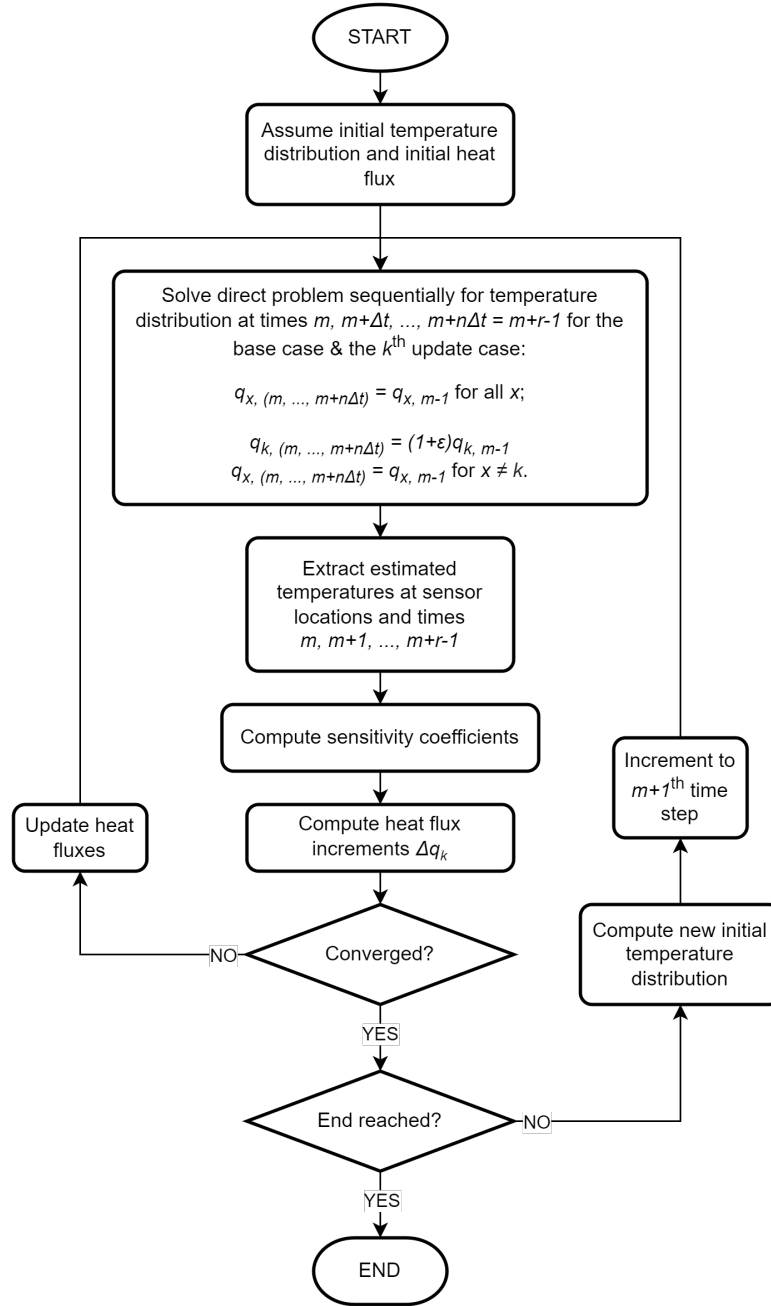 START
Assume initial temperature
distribution and initial heat
flux
Solve direct problem sequentially for temperature
distribution at times m, m+Δt, ..., m+nΔt = m+r-1 for the
base case & the kᵗʰ update case:
qₓ, (m, ..., m+nΔt) = qₓ, m-1 for all x;
qₖ, (m, ..., m+nΔt) = (1+ε)qₖ, m-1
qₓ, (m, ..., m+nΔt) = qₓ, m-1 for x ≠ k.
Extract estimated
temperatures at sensor
locations and times
m, m+1, ..., m+r-1
Compute sensitivity coefficients
Compute heat flux
increments Δqₖ
Update heat
fluxes
Increment to
m+1ᵗʰ time
step
Compute new initial
temperature
distribution
Converged?
NO
YES
End reached?
NO
YES
END